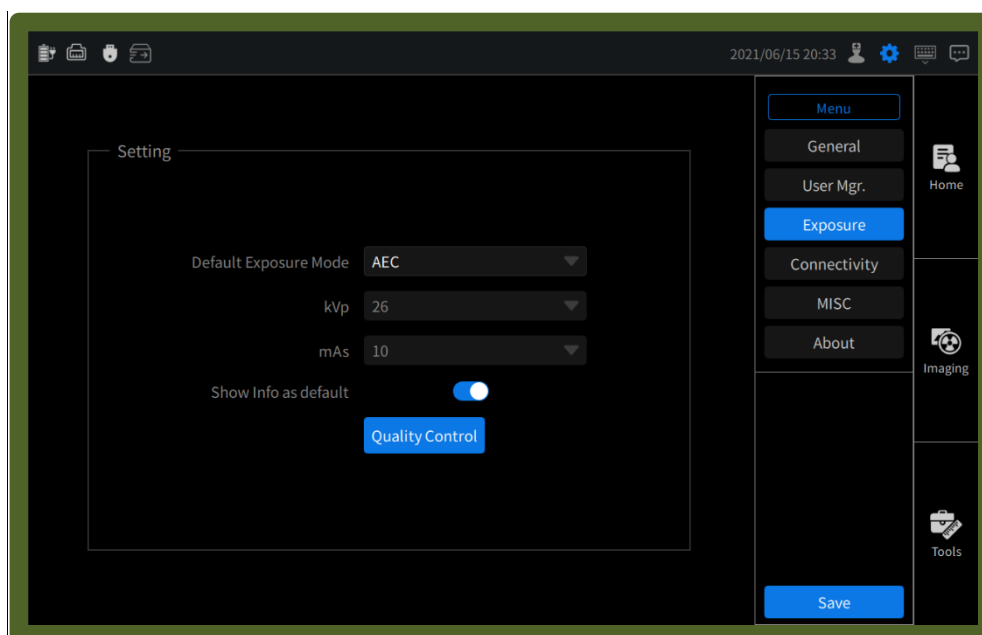 2021/06/15 20:33
Menu
Setting
General
User Mgr.
Home
Exposure
Default Exposure Mode AEC
Connectivity
kVp 26
MISC
mAs 10
About
Imaging
Show Info as default
Quality Control
Tools
Save